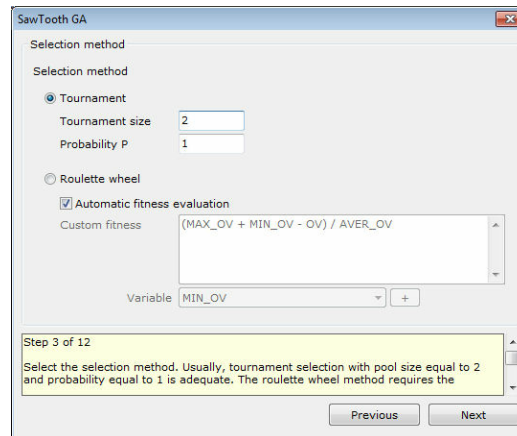 SawTooth GA
Selection method
Selection method
Tournament
Tournament size 2
Probability P 1
Roulette wheel
Automatic fitness evaluation
Custom fitness (MAX_OV + MIN_OV - OV) / AVER_OV
Variable MIN_OV +
Step 3 of 12
Select the selection method. Usually, tournament selection with pool size equal to 2
and probability equal to 1 is adequate. The roulette wheel method requires the
Previous Next